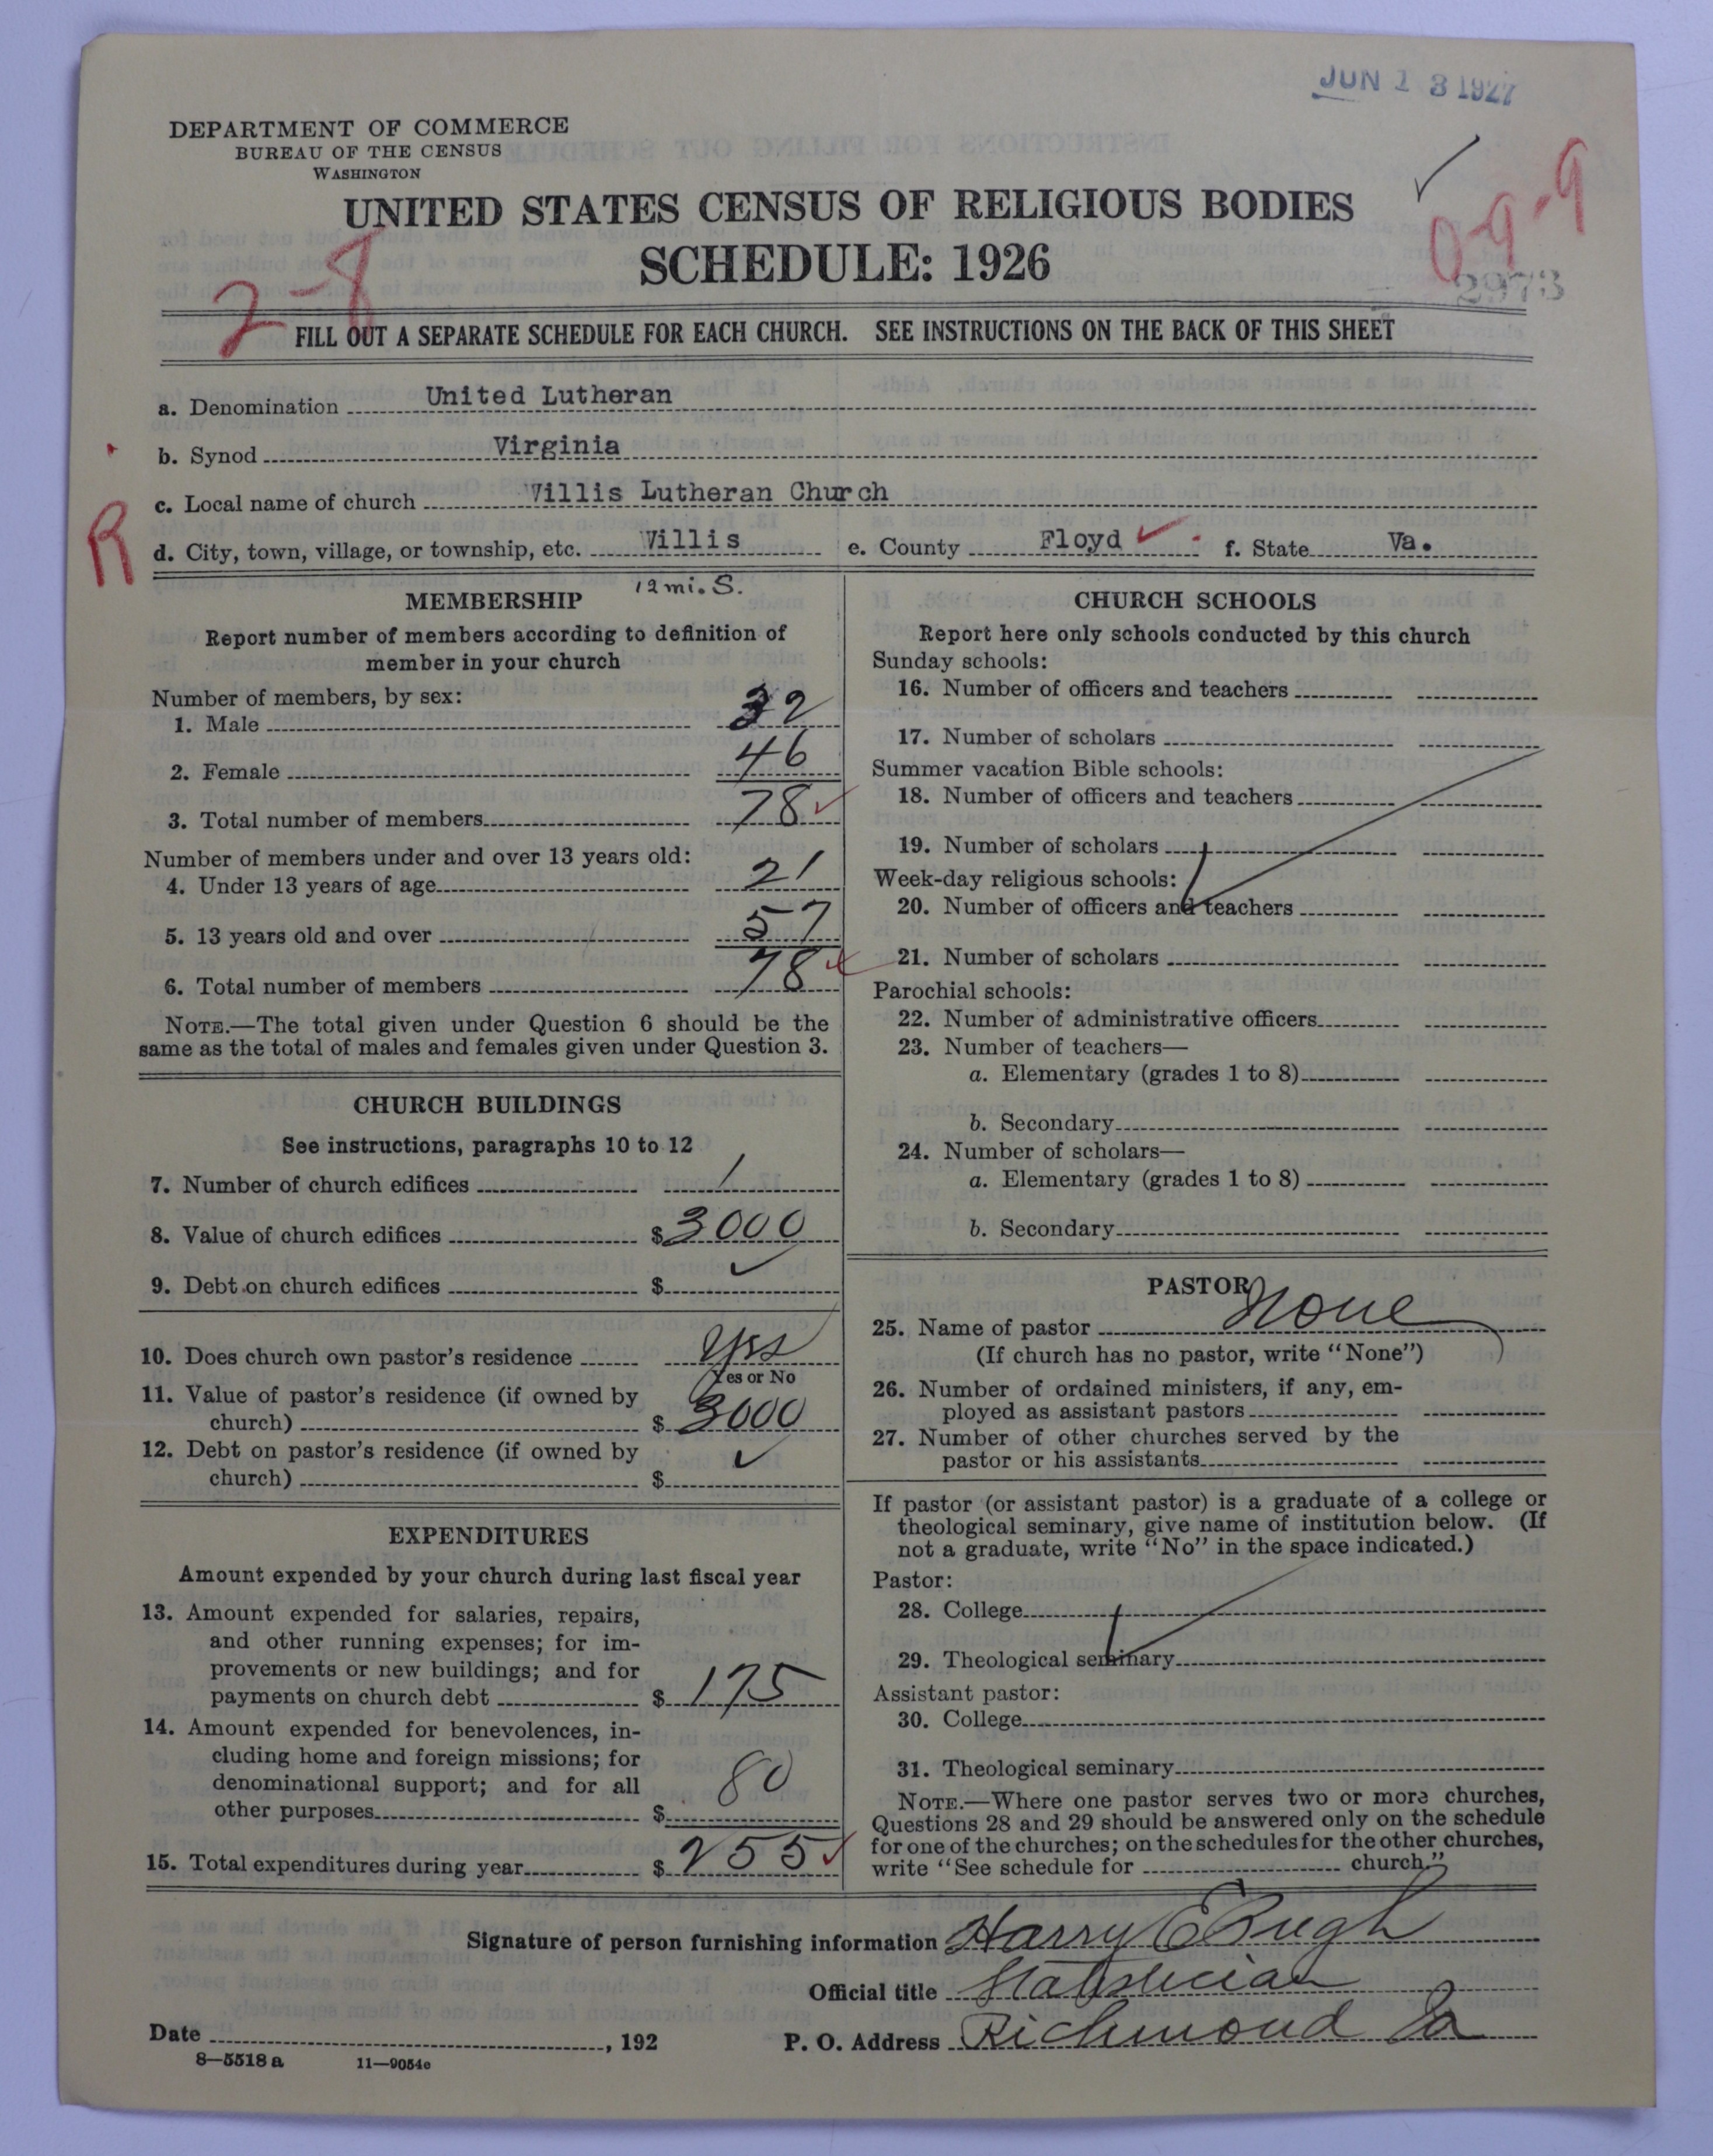 JUN 13 1927
DEPARTMENT OF COMMERCE
BUREAU OF THE CENSUS
WASHINGTON
UNITED STATES CENSUS OF RELIGIOUS BODIES
SCHEDULE: 1926
2-8
0-9-9
2973
FILL OUT A SEPARATE SCHEDULE FOR EACH CHURCH. SEE INSTRUCTIONS ON THE BACK OF THIS SHEET
a. Denomination United Lutheran
b. Synod Virginia
c. Local name of church Willis Lutheran Church
R
d. City, town, village, or township, etc. Willis e. County Floyd f. State Va.
12 mi. S.
MEMBERSHIP
Report number of members according to definition of
member in your church
Number of members, by sex:
1. Male 32
2. Female 46
3. Total number of members 78
Number of members under and over 13 years old:
4. Under 13 years of age 21
5. 13 years old and over 57
6. Total number of members 78
NOTE.—The total given under Question 6 should be the
same as the total of males and females given under Question 3.
CHURCH BUILDINGS
See instructions, paragraphs 10 to 12
7. Number of church edifices 1
8. Value of church edifices $3000
9. Debt on church edifices $
10. Does church own pastor's residence Yes
Yes or No
11. Value of pastor's residence (if owned by
church) $3000
12. Debt on pastor's residence (if owned by
church) $
EXPENDITURES
Amount expended by your church during last fiscal year
13. Amount expended for salaries, repairs,
and other running expenses; for im-
provements or new buildings; and for
payments on church debt $175
14. Amount expended for benevolences, in-
cluding home and foreign missions; for
denominational support; and for all
other purposes $80
15. Total expenditures during year $255
CHURCH SCHOOLS
Report here only schools conducted by this church
Sunday schools:
16. Number of officers and teachers
17. Number of scholars
Summer vacation Bible schools:
18. Number of officers and teachers
19. Number of scholars
Week-day religious schools:
20. Number of officers and teachers
21. Number of scholars
Parochial schools:
22. Number of administrative officers
23. Number of teachers—
a. Elementary (grades 1 to 8)
b. Secondary
24. Number of scholars—
a. Elementary (grades 1 to 8)
b. Secondary
PASTOR
25. Name of pastor None
(If church has no pastor, write "None")
26. Number of ordained ministers, if any, em-
ployed as assistant pastors
27. Number of other churches served by the
pastor or his assistants
If pastor (or assistant pastor) is a graduate of a college or
theological seminary, give name of institution below. (If
not a graduate, write "No" in the space indicated.)
Pastor:
28. College
29. Theological seminary
Assistant pastor:
30. College
31. Theological seminary
NOTE.—Where one pastor serves two or more churches,
Questions 28 and 29 should be answered only on the schedule
for one of the churches; on the schedules for the other churches,
write "See schedule for church."
Signature of person furnishing information Harry E Pugh
Official title Statistician
Date , 192 P. O. Address Richmond Va
8—5518 a 11—9054e